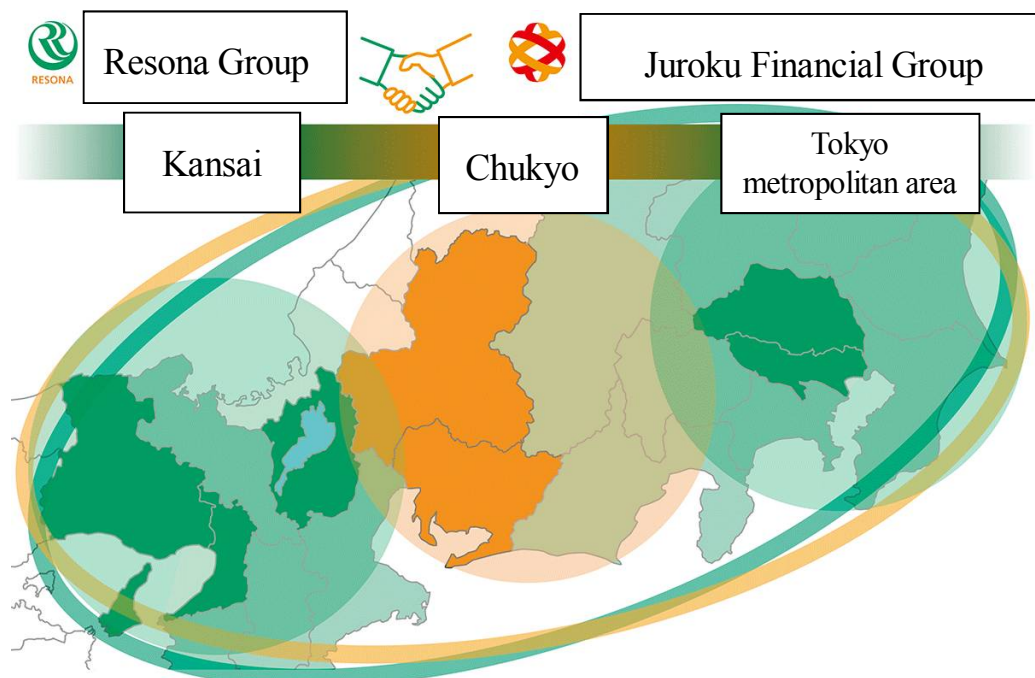 Resona Group
RESONA
Juroku Financial Group
Kansai
Chukyo
Tokyo
metropolitan area